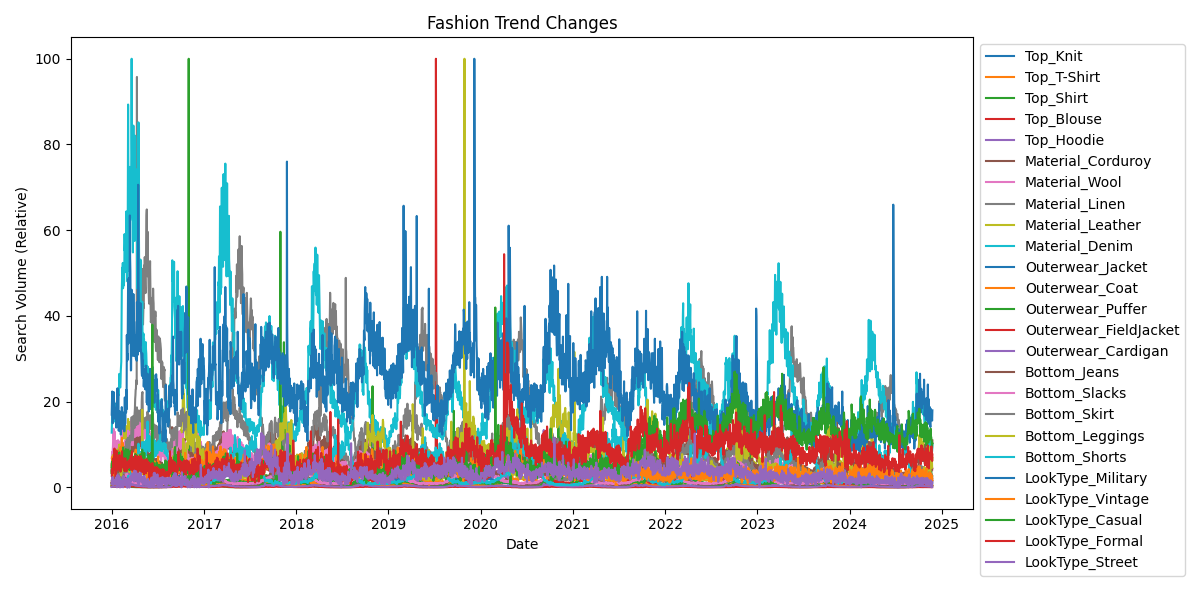 Fashion Trend Changes
Search Volume (Relative)
100
80
60
40
20
0
2016 2017 2018 2019 2020 2021 2022 2023 2024 2025
Date
Top_Knit
Top_T-Shirt
Top_Shirt
Top_Blouse
Top_Hoodie
Material_Corduroy
Material_Wool
Material_Linen
Material_Leather
Material_Denim
Outerwear_Jacket
Outerwear_Coat
Outerwear_Puffer
Outerwear_FieldJacket
Outerwear_Cardigan
Bottom_Jeans
Bottom_Slacks
Bottom_Skirt
Bottom_Leggings
Bottom_Shorts
LookType_Military
LookType_Vintage
LookType_Casual
LookType_Formal
LookType_Street